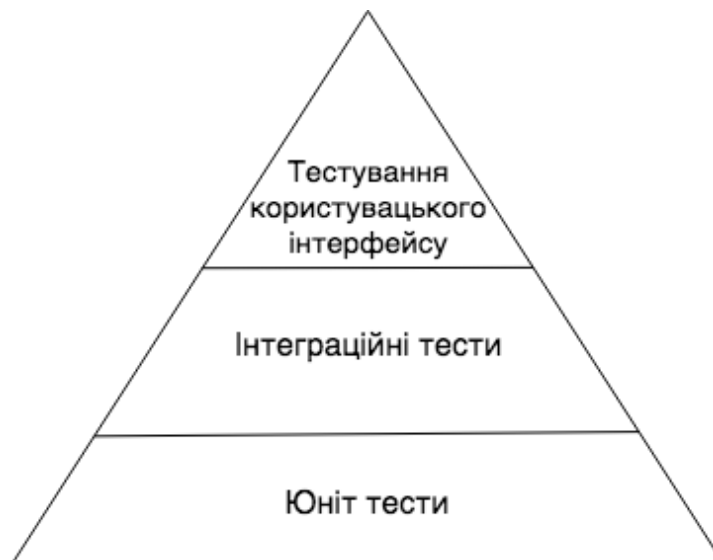 Тестування
користувацького
інтерфейсу
Інтеграційні тести
Юніт тести